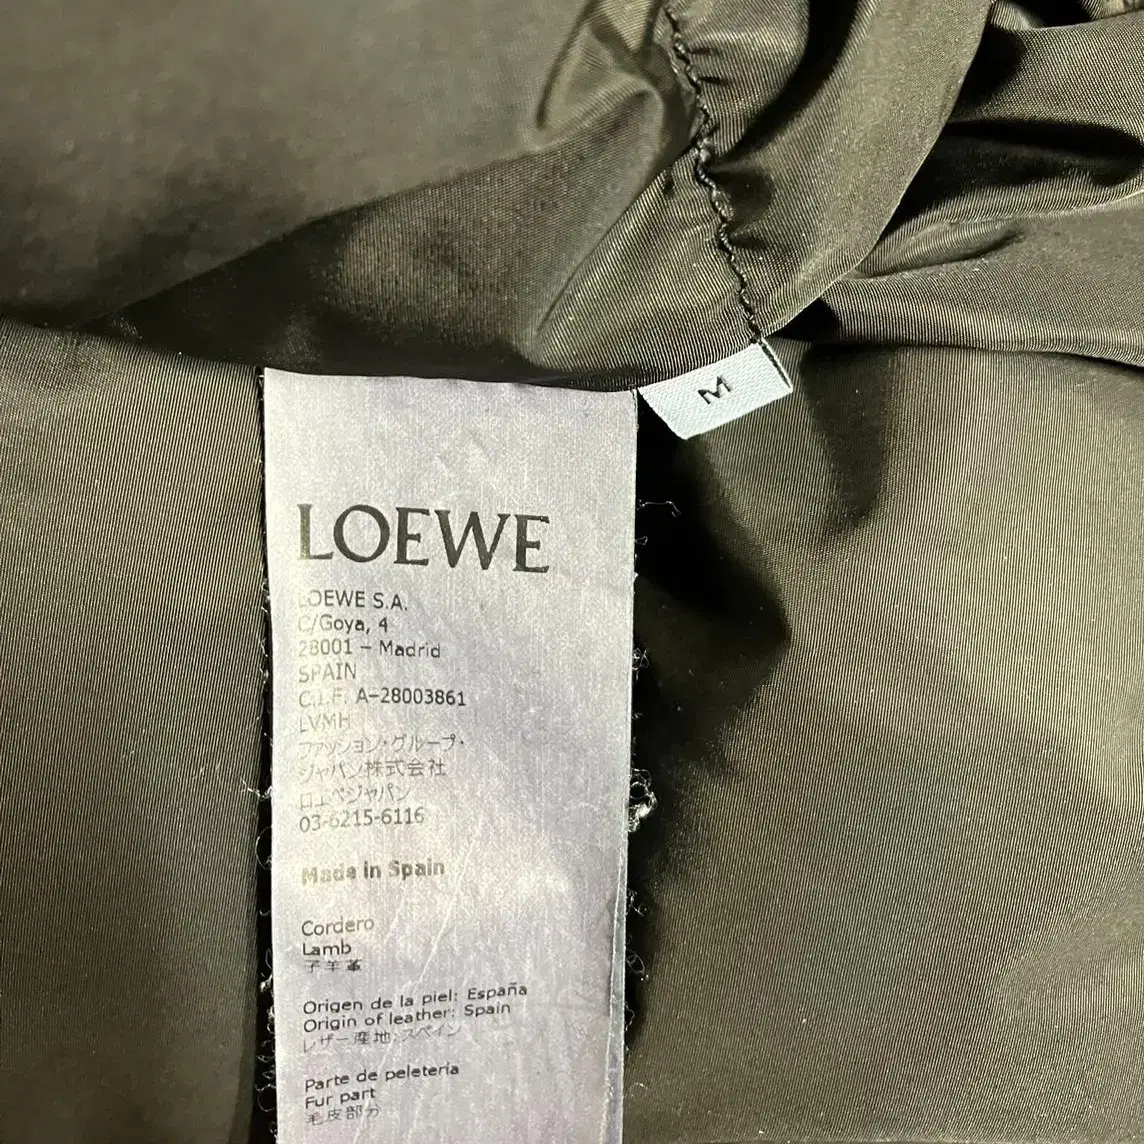 M
LOEWE
LOEWE S.A.
C/Goya, 4
28001 – Madrid
SPAIN
C.I.F. A-28003861
LVMH
ファッション・グループ・
ジャパン株式会社
ロエベジャパン
03-6215-6116
Made in Spain
Cordero
Lamb
子羊革
Origen de la piel: España
Origin of leather: Spain
レザー産地:スペイン
Parte de peletería
Fur part
毛皮部分